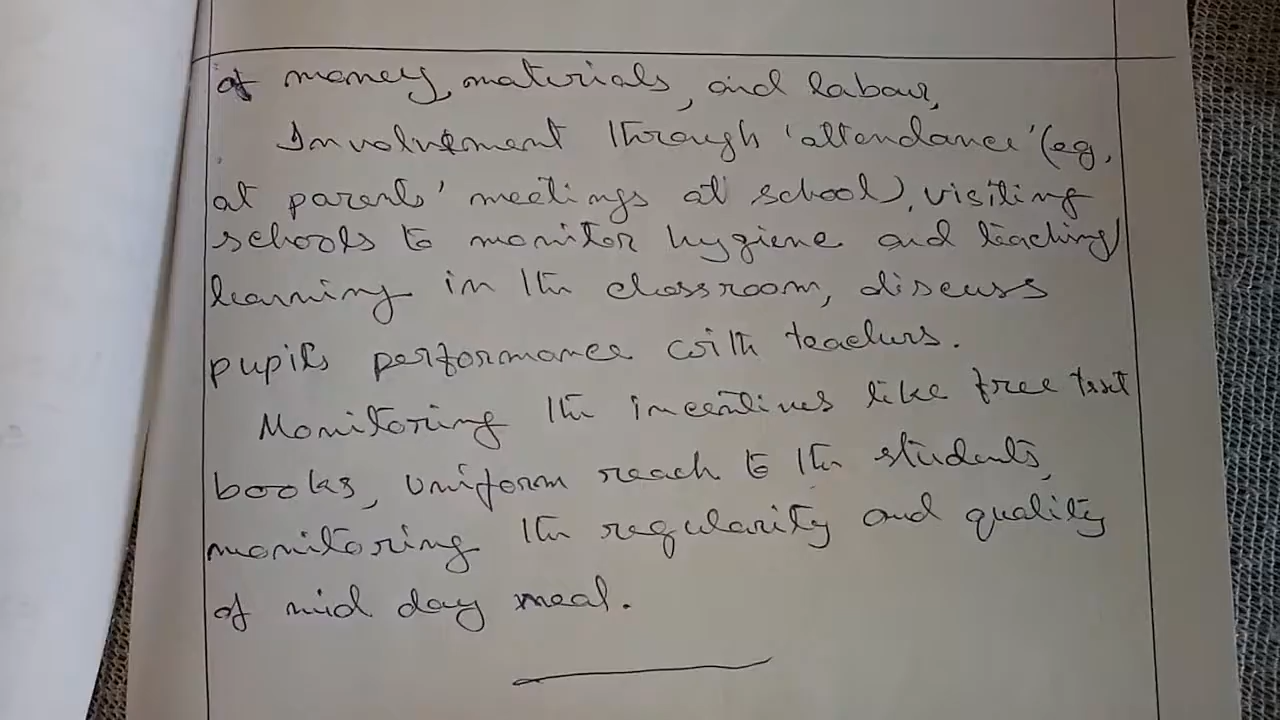 of money, materials, and labour,
Involvement through 'attendance' (eg,
at parents' meetings at school), visiting
schools to monitor hygiene and teaching
learning in the classroom, discuss
pupils performance with teachers.
Monitoring the incentives like free text
books, uniform reach to the students,
monitoring the regularity and quality
of mid day meal.